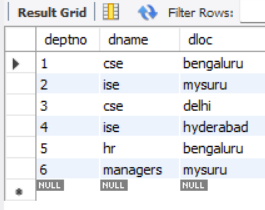 Result Grid Filter Rows:
deptno dname dloc
1 cse bengaluru
2 ise mysuru
3 cse delhi
4 ise hyderabad
5 hr bengaluru
6 managers mysuru
NULL NULL NULL